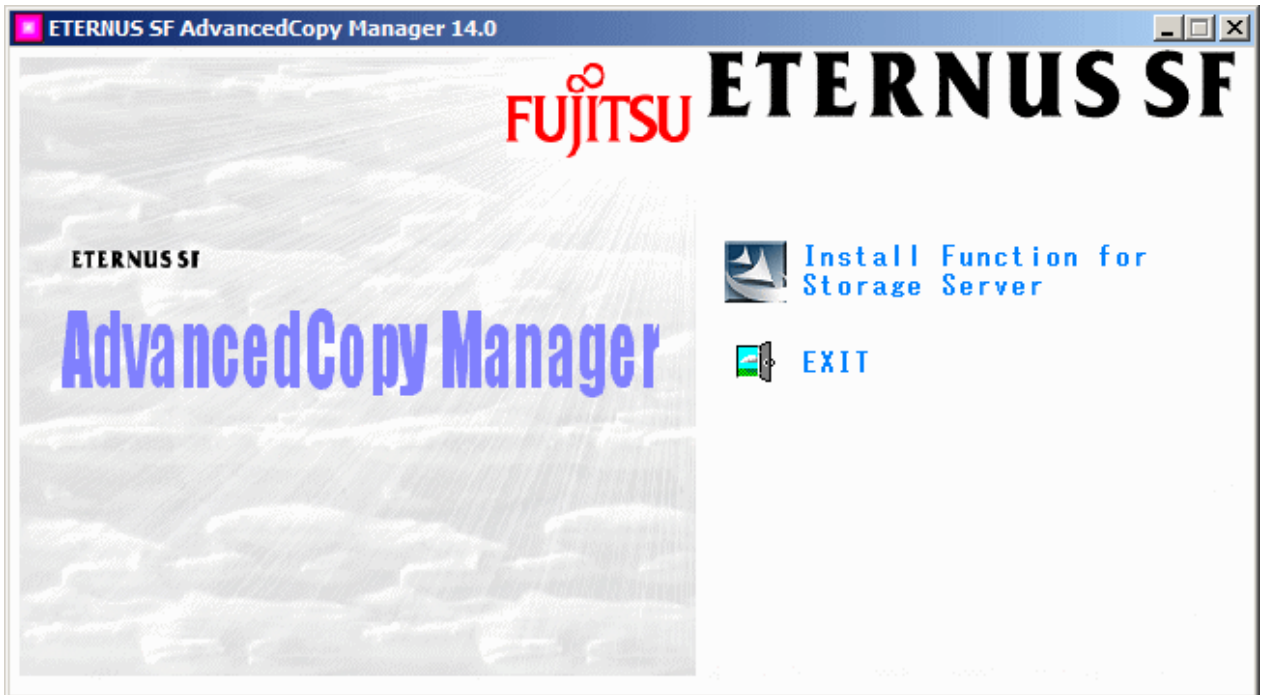 ETERNUS SF AdvancedCopy Manager 14.0
FUJITSU ETERNUS SF
ETERNUS SF
AdvancedCopy Manager
Install Function for
Storage Server
EXIT